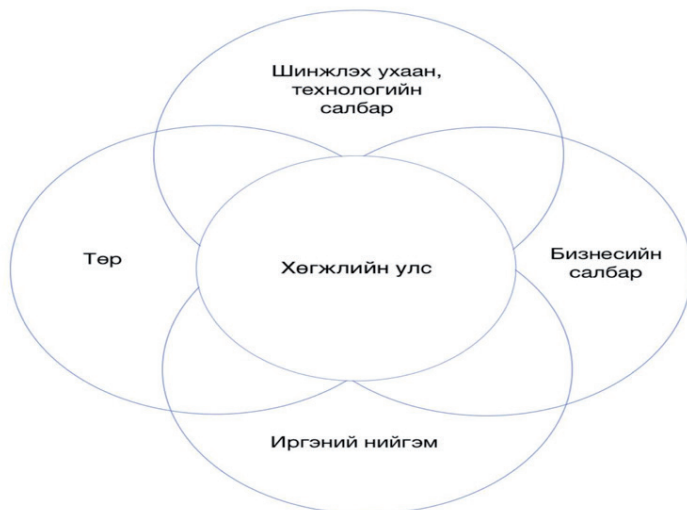 Шинжлэх ухаан,
технологийн
салбар
Төр
Хөгжлийн улс
Бизнесийн
салбар
Иргэний нийгэм